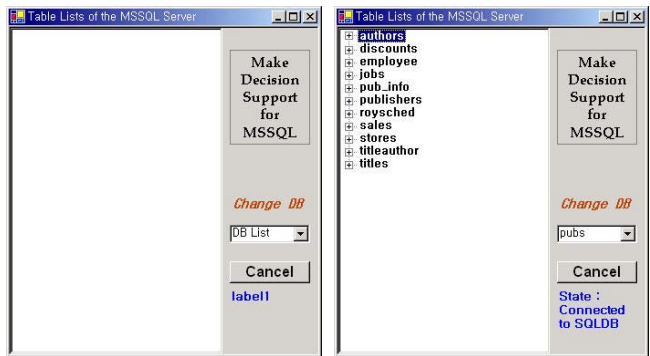 Table Lists of the MSSQL Server
Make
Decision
Support
for
MSSQL
Change DB
DB List
Cancel
label1
Table Lists of the MSSQL Server
authors
discounts
employee
jobs
pub_info
publishers
roysched
sales
stores
titleauthor
titles
Make
Decision
Support
for
MSSQL
Change DB
pubs
Cancel
State :
Connected
to SQLDB